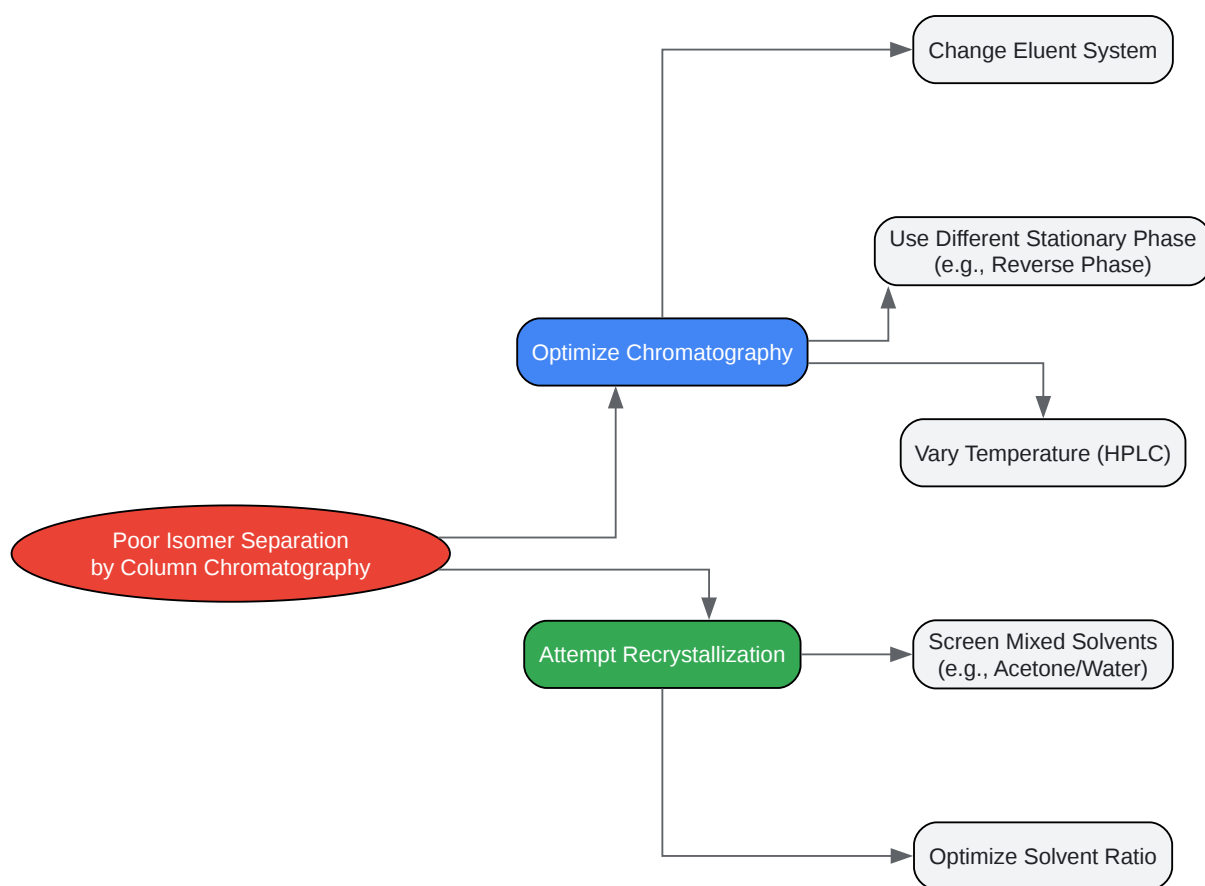 Change Eluent System
Use Different Stationary Phase
(e.g., Reverse Phase)
Optimize Chromatography
Vary Temperature (HPLC)
Poor Isomer Separation
by Column Chromatography
Attempt Recrystallization
Screen Mixed Solvents
(e.g., Acetone/Water)
Optimize Solvent Ratio